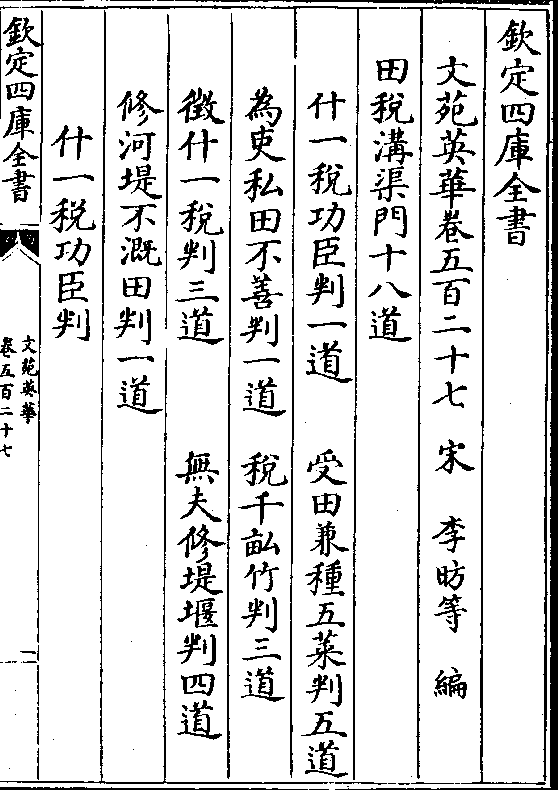 欽定四庫全書
文苑英華卷五百二十七　宋　李昉等　編
田稅溝渠門十八道
什一稅功臣判一道　受田兼種五菜判五道
為吏私田不善判一道　稅千畝竹判三道
徵什一稅判三道　無夫修堤堰判四道
修河堤不溉田判一道
什一稅功臣判
欽定四庫全書
文苑英華
卷五百二十七
一